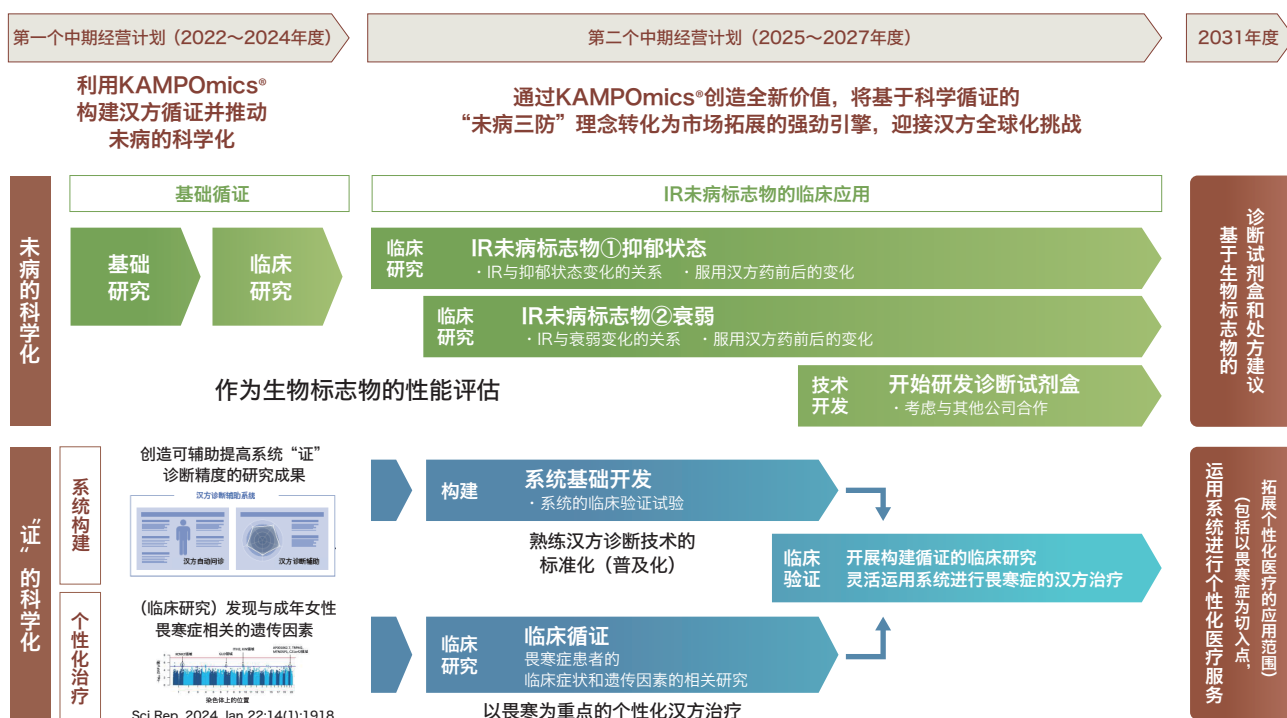 第一个中期经营计划（2022～2024年度）
第二个中期经营计划（2025～2027年度）
2031年度
利用KAMPOmics®
构建汉方循证并推动
未病的科学化
通过KAMPOmics®创造全新价值，将基于科学循证的
“未病三防”理念转化为市场拓展的强劲引擎，迎接汉方全球化挑战
未病的科学化
基础循证
IR未病标志物的临床应用
基础
研究
临床
研究
临床
研究
IR未病标志物①抑郁状态
・IR与抑郁状态变化的关系 ・服用汉方药前后的变化
临床
研究
IR未病标志物②衰弱
・IR与衰弱变化的关系 ・服用汉方药前后的变化
作为生物标志物的性能评估
技术
开发
开始研发诊断试剂盒
・考虑与其他公司合作
基于生物标志物的
诊断试剂盒和处方建议
“证”的科学化
系统构建
创造可辅助提高系统“证”
诊断精度的研究成果
汉方诊断辅助系统
汉方自动问诊
汉方诊断辅助
构建
系统基础开发
・系统的临床验证试验
熟练汉方诊断技术的
标准化（普及化）
临床
验证
开展构建循证的临床研究
灵活运用系统进行畏寒症的汉方治疗
个性化治疗
（临床研究）发现与成年女性
畏寒症相关的遗传因素
染色体上的位置
Sci Rep. 2024 Jan 22;14(1):1918
临床
研究
临床循证
畏寒症患者的
临床症状和遗传因素的相关研究
以畏寒为重点的个性化汉方治疗
运用系统进行个性化医疗服务
（包括以畏寒症为切入点，
拓展个性化医疗的应用范围）